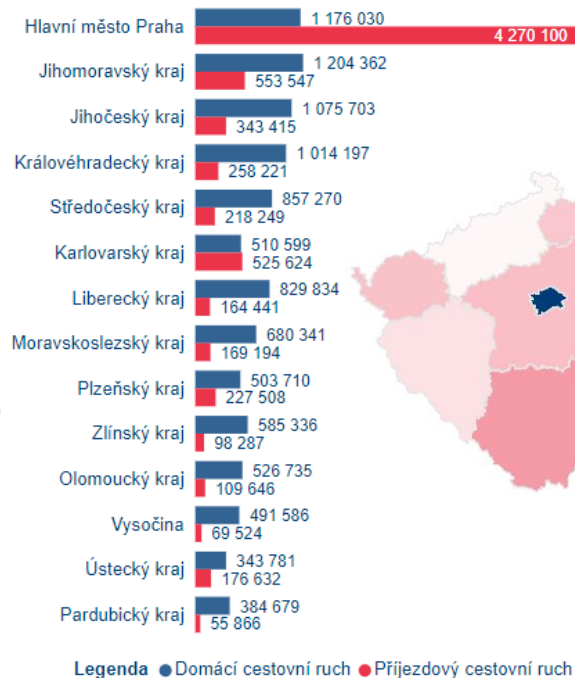 Hlavní město Praha
1 176 030
4 270 100
Jihomoravský kraj
1 204 362
553 547
Jihočeský kraj
1 075 703
343 415
Královéhradecký kraj
1 014 197
258 221
Středočeský kraj
857 270
218 249
Karlovarský kraj
510 599
525 624
Liberecký kraj
829 834
164 441
Moravskoslezský kraj
680 341
169 194
Plzeňský kraj
503 710
227 508
Zlínský kraj
585 336
98 287
Olomoucký kraj
526 735
109 646
Vysočina
491 586
69 524
Ústecký kraj
343 781
176 632
Pardubický kraj
384 679
55 866
Legenda Domácí cestovní ruch Příjezdový cestovní ruch